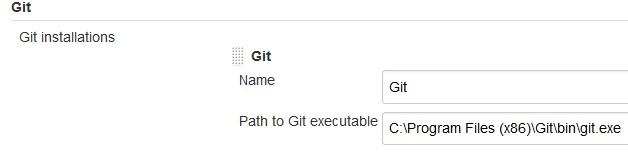 Git
Git installations
Git
Name
Git
Path to Git executable
C:\Program Files (x86)\Git\bin\git.exe